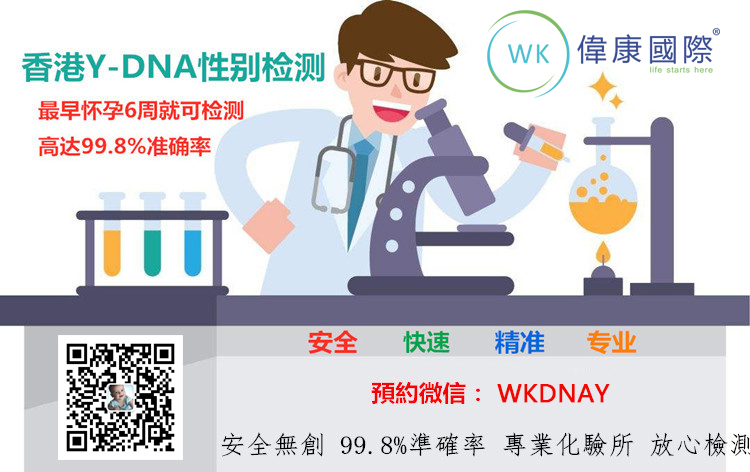 WK 偉康國際®
life starts here
香港Y-DNA性别检测
最早怀孕6周就可检测
高达99.8%准确率
安全 快速 精准 专业
預約微信： WKDNAY
安全無創 99.8%準確率 專業化驗所 放心檢測